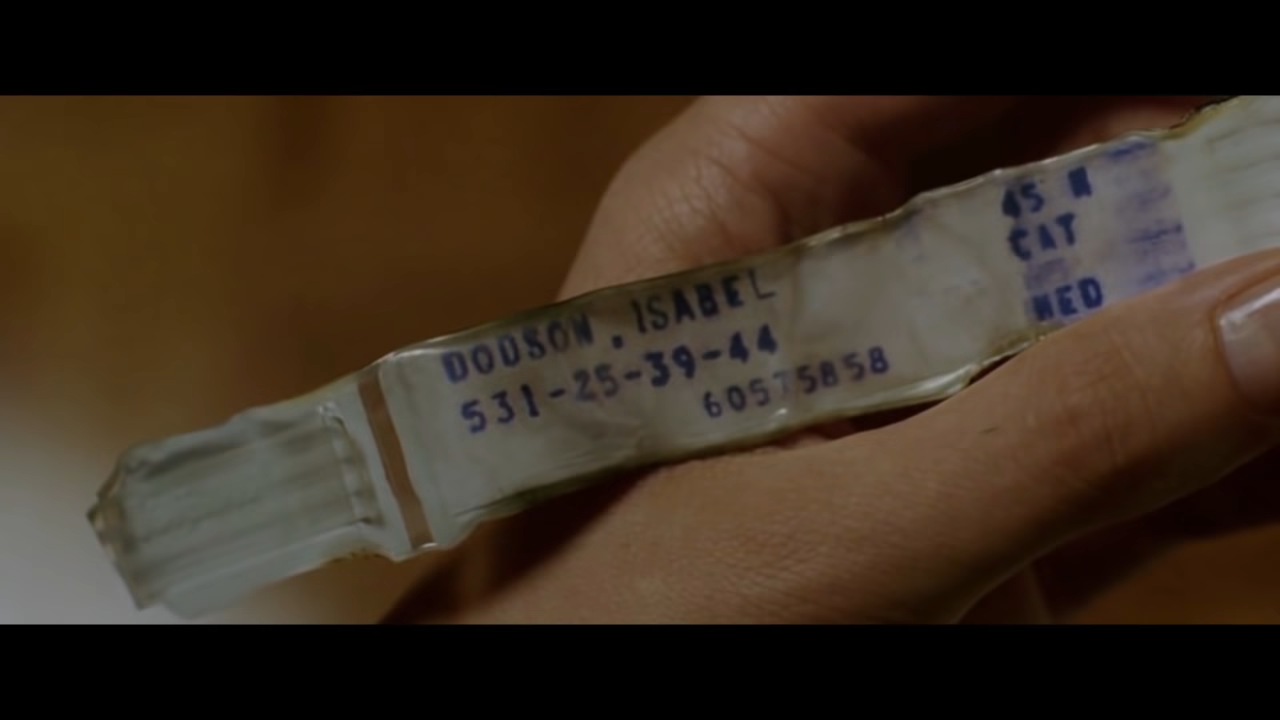 DODSON, ISABEL
531-25-39-44
60575858
45 N
CAT
MED